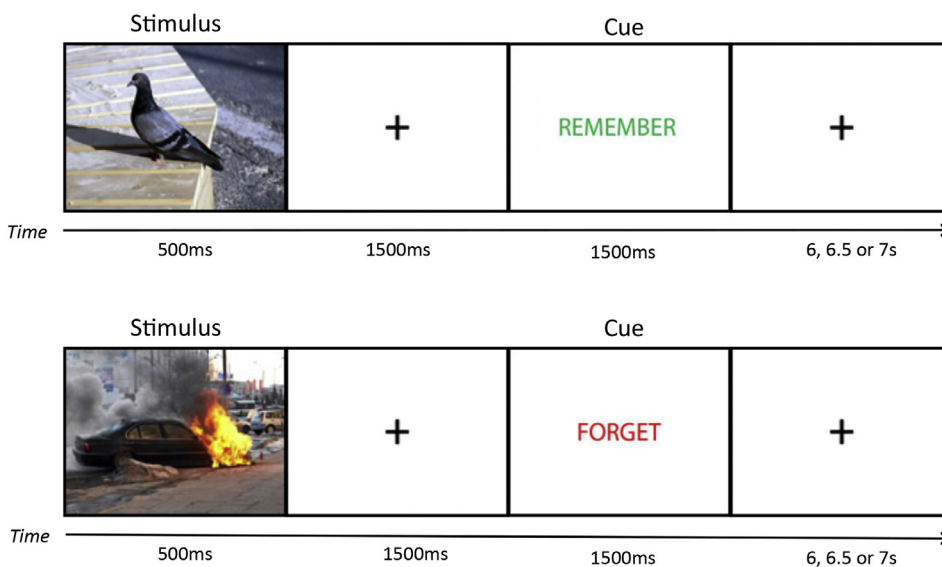 Stimulus Cue
+ REMEMBER +
Time
500ms 1500ms 1500ms 6, 6.5 or 7s
Stimulus Cue
+ FORGET +
Time
500ms 1500ms 1500ms 6, 6.5 or 7s